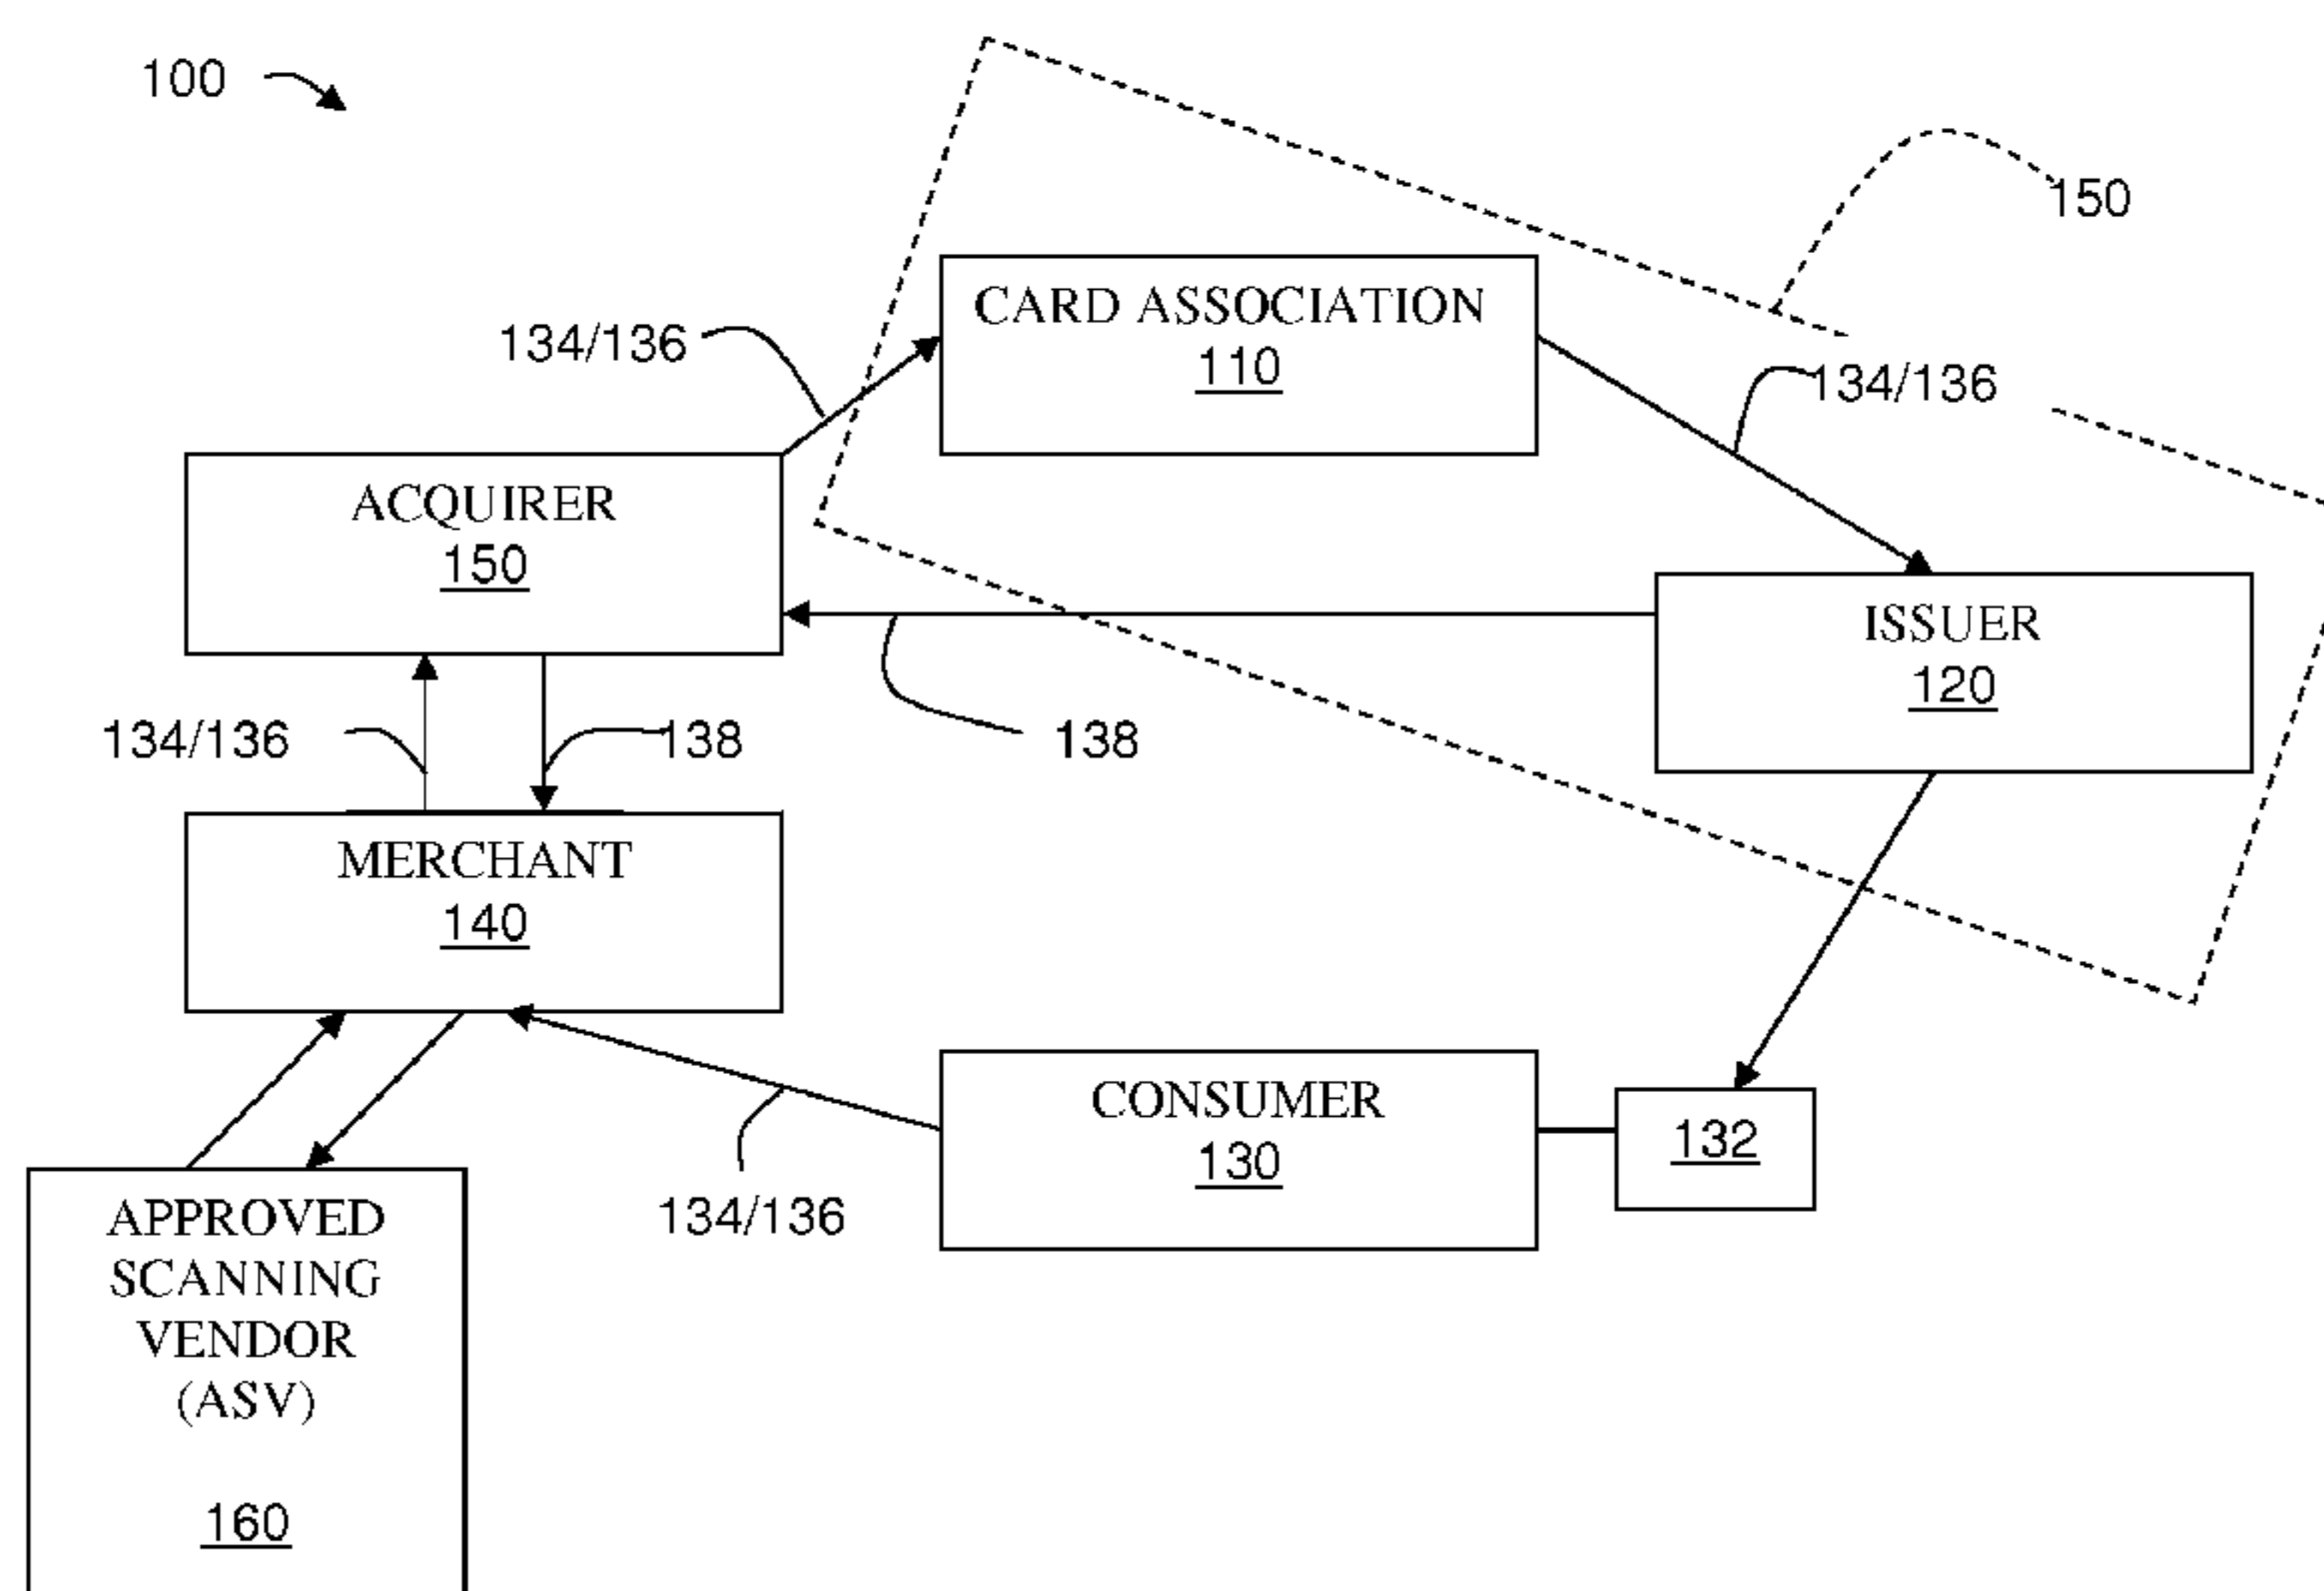 100
150
CARD ASSOCIATION
110
134/136
134/136
ACQUIRER
150
ISSUER
120
134/136
138
138
MERCHANT
140
CONSUMER
130
132
134/136
APPROVED
SCANNING
VENDOR
(ASV)
160